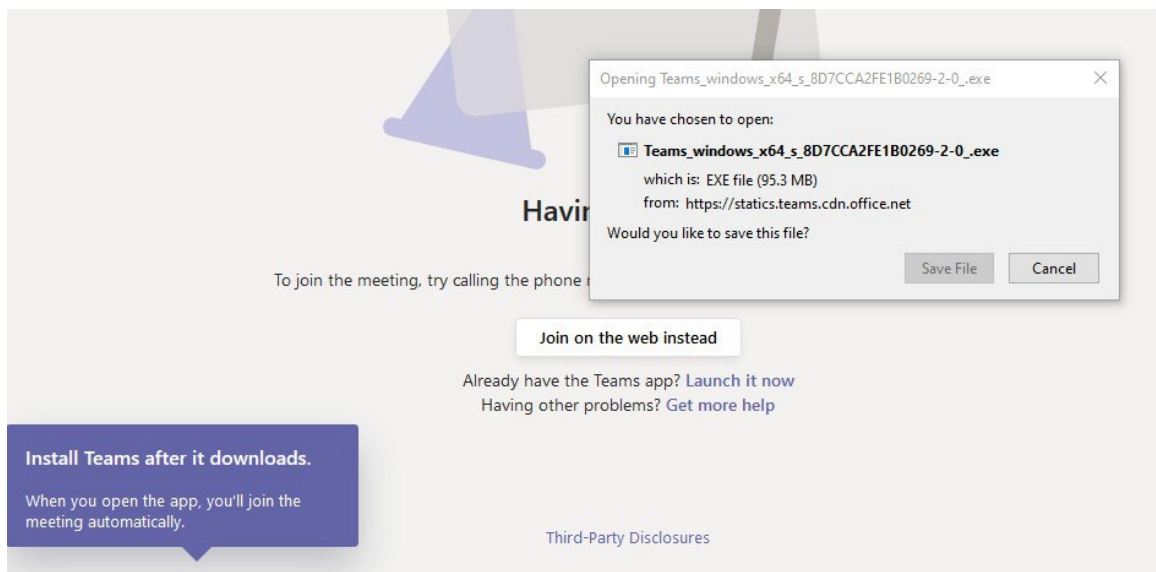 Opening Teams_windows_x64_s_8D7CCA2FE1B0269-2-0_.exe
You have chosen to open:
Teams_windows_x64_s_8D7CCA2FE1B0269-2-0_.exe
which is: EXE file (95.3 MB)
from: https://statics.teams.cdn.office.net
Would you like to save this file?
Save File Cancel
To join the meeting, try calling the phone
Join on the web instead
Already have the Teams app? Launch it now
Having other problems? Get more help
Install Teams after it downloads.
When you open the app, you'll join the
meeting automatically.
Third-Party Disclosures